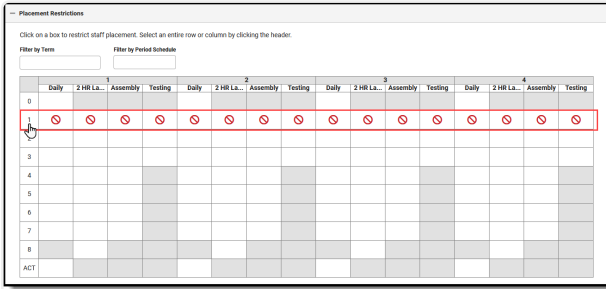 Placement Restrictions
Click on a box to restrict staff placement. Select an entire row or column by clicking the header.
Filter by Term Filter by Period Schedule
1 2 3 4
Daily 2 HR La... Assembly Testing Daily 2 HR La... Assembly Testing Daily 2 HR La... Assembly Testing Daily 2 HR La... Assembly Testing
0
1
2
3
4
5
6
7
8
ACT